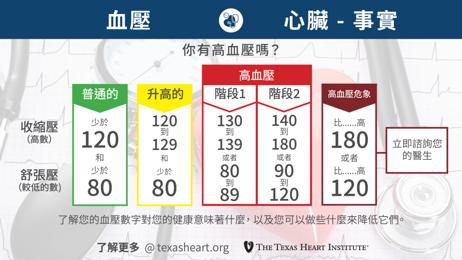 血壓 心臟 - 事實
你有高血壓嗎？
普通的
少於
120
和
少於
80
升高的
120
到
129
和
少於
80
高血壓
階段1
130
到
139
或者
80
到
89
階段2
140
到
180
或者
90
到
120
高血壓危象
比……高
180
或者
比……高
120
收縮壓
（高數）
舒張壓
（較低的數）
立即諮詢您
的醫生
了解您的血壓數字對您的健康意味著什麼，以及您可以做些什麼來降低它們。
了解更多 @ texasheart.org
THE TEXAS HEART INSTITUTE®